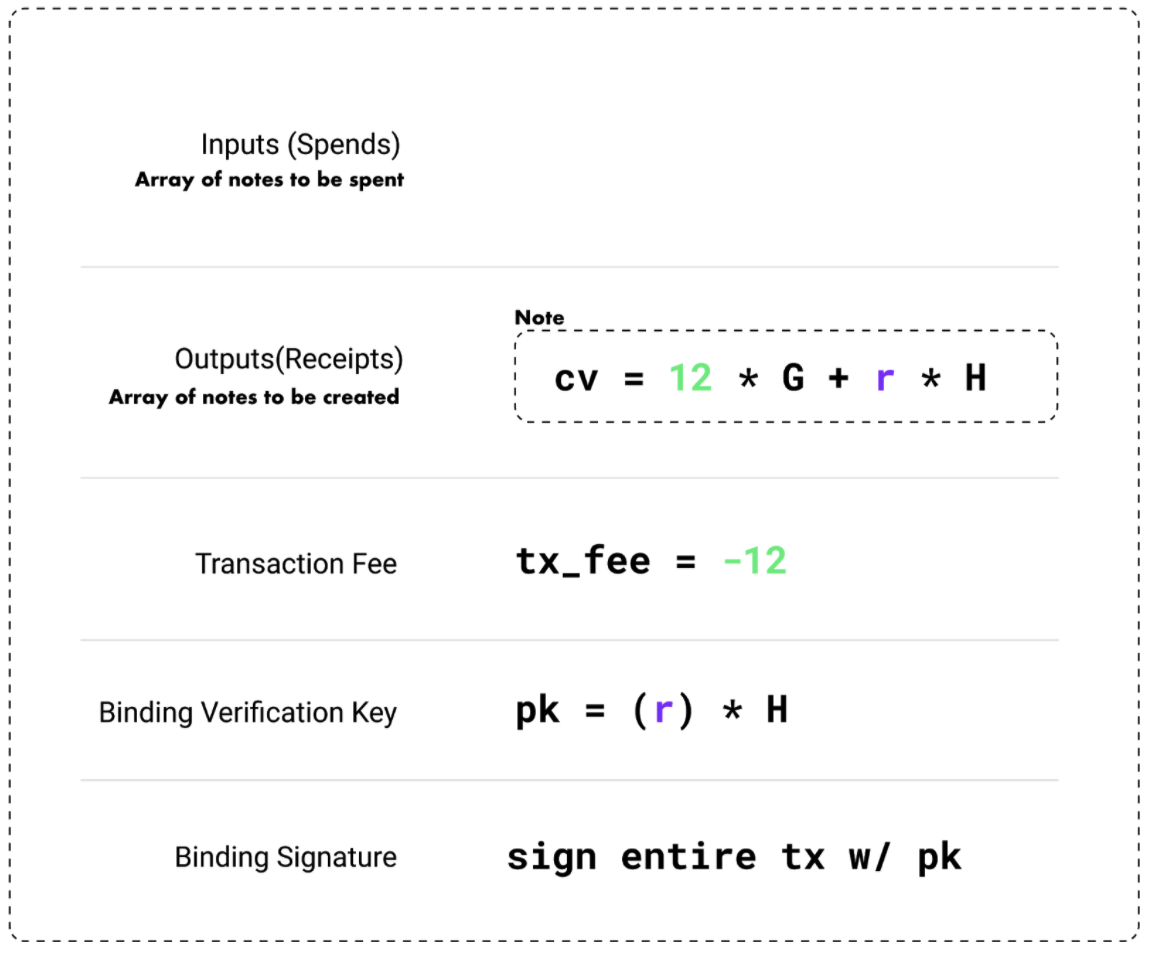 Inputs (Spends)
Array of notes to be spent
Note
Outputs(Receipts)
Array of notes to be created
cv = 12 * G + r * H
Transaction Fee
tx_fee = -12
Binding Verification Key
pk = (r) * H
Binding Signature
sign entire tx w/ pk